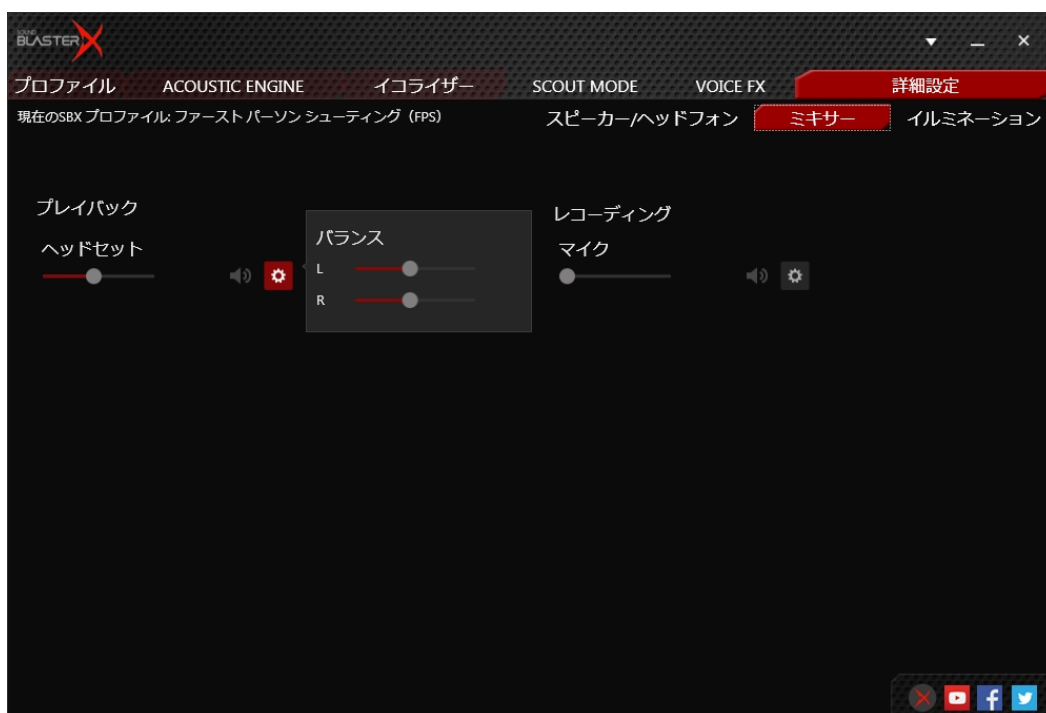 SOUND
BLASTERX
プロファイル ACOUSTIC ENGINE イコライザー SCOUT MODE VOICE FX 詳細設定
現在のSBX プロファイル: ファースト パーソン シューティング（FPS） スピーカー/ヘッドフォン ミキサー イルミネーション
プレイバック
ヘッドセット
バランス
L
R
レコーディング
マイク